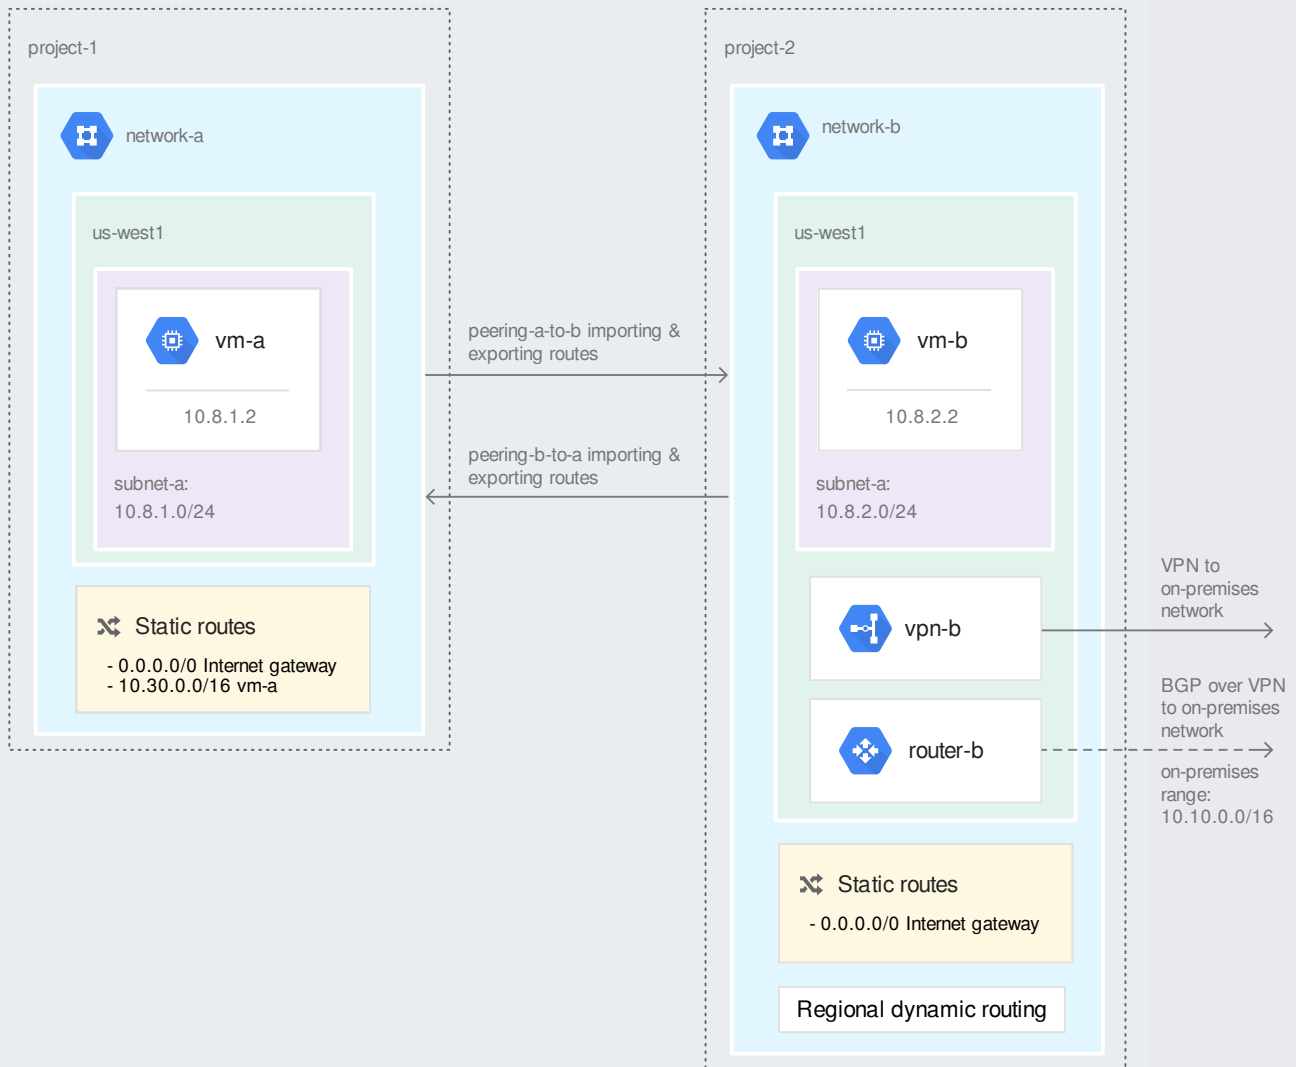 project-1
network-a
us-west1
vm-a
10.8.1.2
subnet-a:
10.8.1.0/24
Static routes
- 0.0.0.0/0 Internet gateway
- 10.30.0.0/16 vm-a
peering-a-to-b importing &
exporting routes
peering-b-to-a importing &
exporting routes
project-2
network-b
us-west1
vm-b
10.8.2.2
subnet-a:
10.8.2.0/24
vpn-b
router-b
Static routes
- 0.0.0.0/0 Internet gateway
Regional dynamic routing
VPN to
on-premises
network
BGP over VPN
to on-premises
network
on-premises
range:
10.10.0.0/16